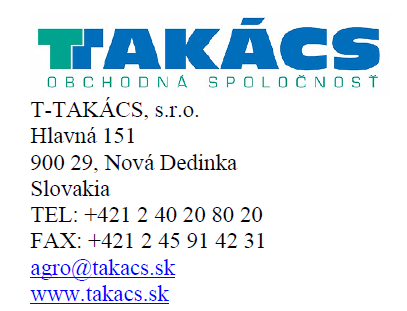 TTAKÁCS
OBCHODNÁ SPOLOČNOSŤ
T-TAKÁCS, s.r.o.
Hlavná 151
900 29, Nová Dedinka
Slovakia
TEL: +421 2 40 20 80 20
FAX: +421 2 45 91 42 31
agro@takacs.sk
www.takacs.sk